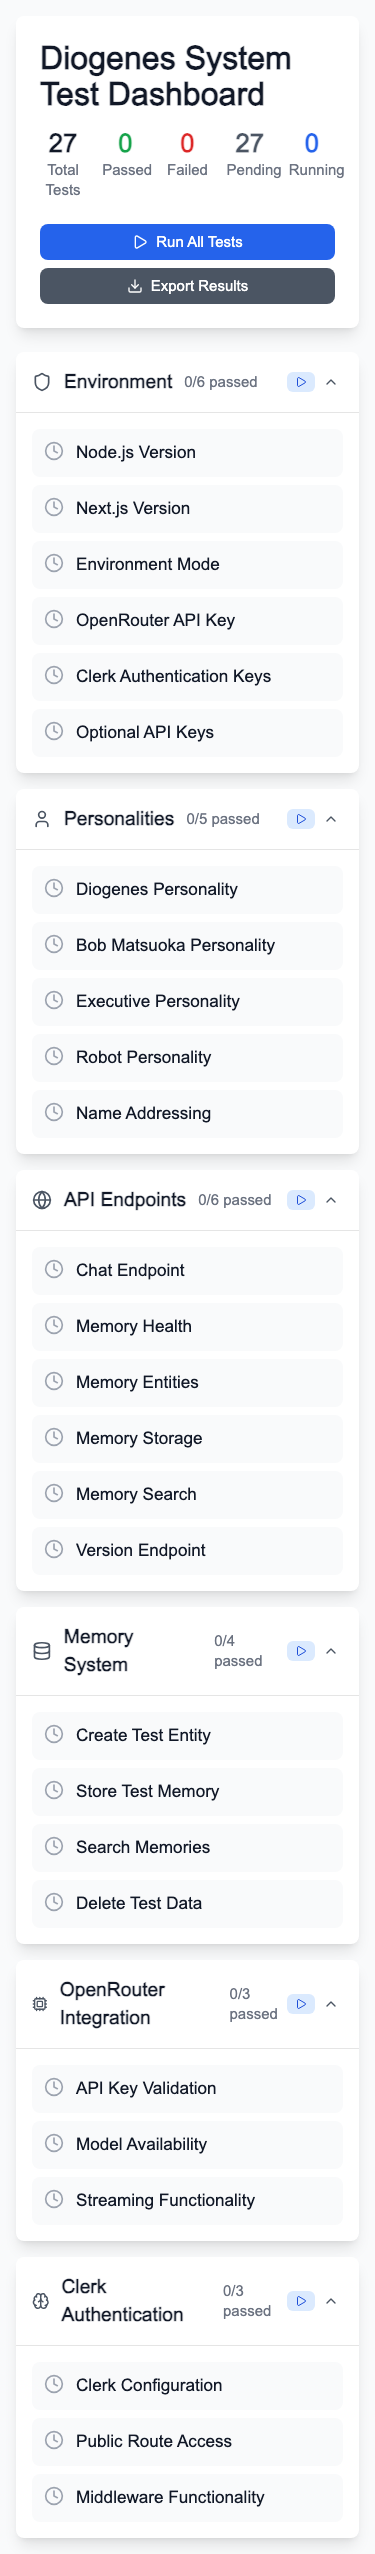 Diogenes System
Test Dashboard
27 0 0 27 0
Total Passed Failed Pending Running
Tests
Run All Tests
Export Results
Environment 0/6 passed
Node.js Version
Next.js Version
Environment Mode
OpenRouter API Key
Clerk Authentication Keys
Optional API Keys
Personalities 0/5 passed
Diogenes Personality
Bob Matsuoka Personality
Executive Personality
Robot Personality
Name Addressing
API Endpoints 0/6 passed
Chat Endpoint
Memory Health
Memory Entities
Memory Storage
Memory Search
Version Endpoint
Memory 0/4
System passed
Create Test Entity
Store Test Memory
Search Memories
Delete Test Data
OpenRouter 0/3
Integration passed
API Key Validation
Model Availability
Streaming Functionality
Clerk 0/3
Authentication passed
Clerk Configuration
Public Route Access
Middleware Functionality